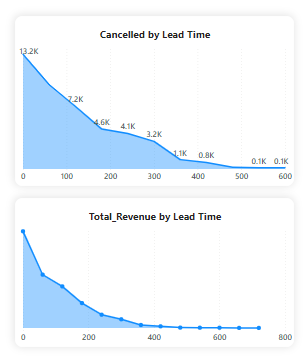 Cancelled by Lead Time
13.2K
7.2K
4.6K
4.1K
3.2K
1.1K
0.8K
0.1K 0.1K
0 100 200 300 400 500 600
Total_Revenue by Lead Time
0 200 400 600 800